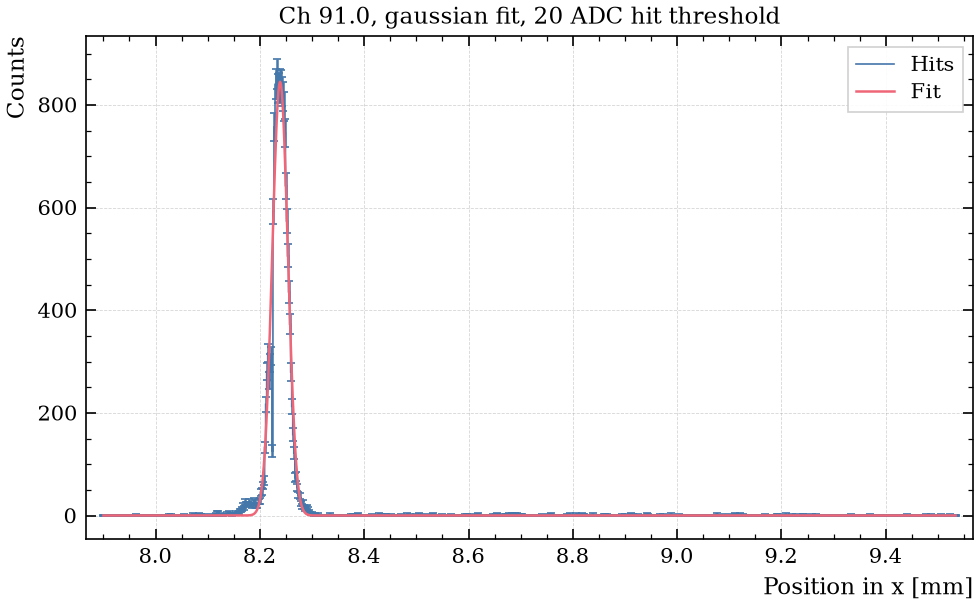 Ch 91.0, gaussian fit, 20 ADC hit threshold
Counts
Hits
Fit
800
600
400
200
0
8.0 8.2 8.4 8.6 8.8 9.0 9.2 9.4
Position in x [mm]